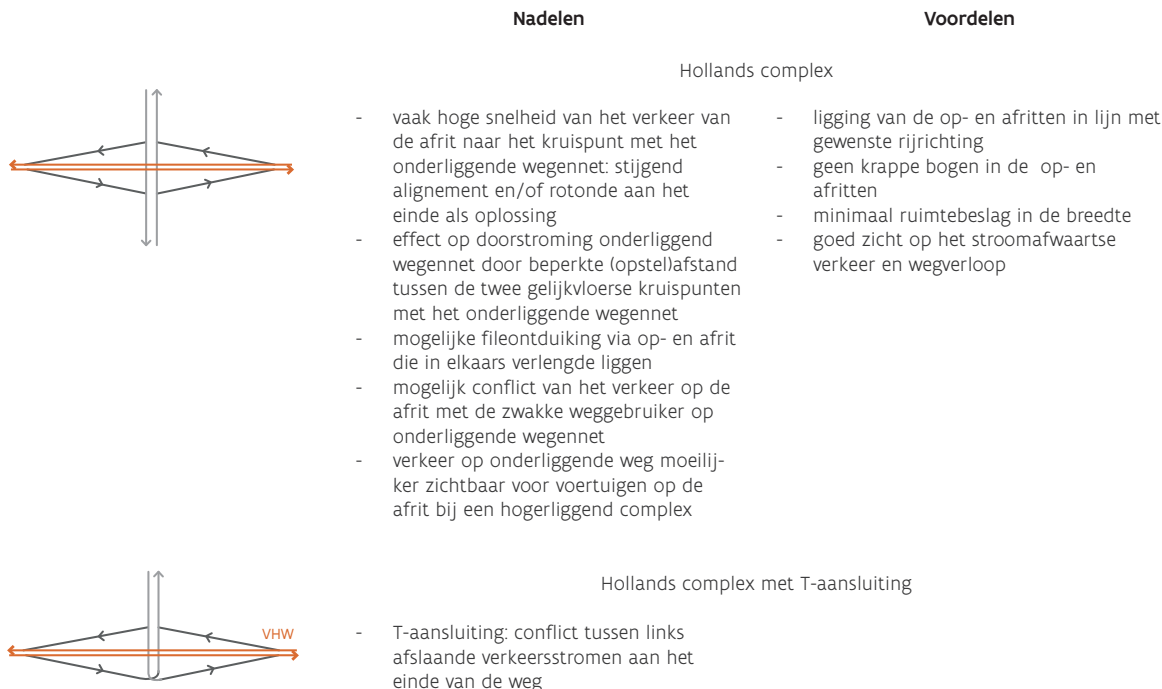 Nadelen
Voordelen
Hollands complex
- vaak hoge snelheid van het verkeer van
de afrit naar het kruispunt met het
onderliggende wegennet: stijgend
alignement en/of rotonde aan het
einde als oplossing
- effect op doorstroming onderliggend
wegennet door beperkte (opstel)afstand
tussen de twee gelijkvloerse kruispunten
met het onderliggende wegennet
- mogelijke fileontduiking via op- en afrit
die in elkaars verlengde liggen
- mogelijk conflict van het verkeer op de
afrit met de zwakke weggebruiker op
onderliggende wegennet
- verkeer op onderliggende weg moeilij-
ker zichtbaar voor voertuigen op de
afrit bij een hogerliggend complex
- ligging van de op- en afritten in lijn met
gewenste rijrichting
- geen krappe bogen in de op- en
afritten
- minimaal ruimtebeslag in de breedte
- goed zicht op het stroomafwaartse
verkeer en wegverloop
Hollands complex met T-aansluiting
VHW
- T-aansluiting: conflict tussen links
afslaande verkeersstromen aan het
einde van de weg